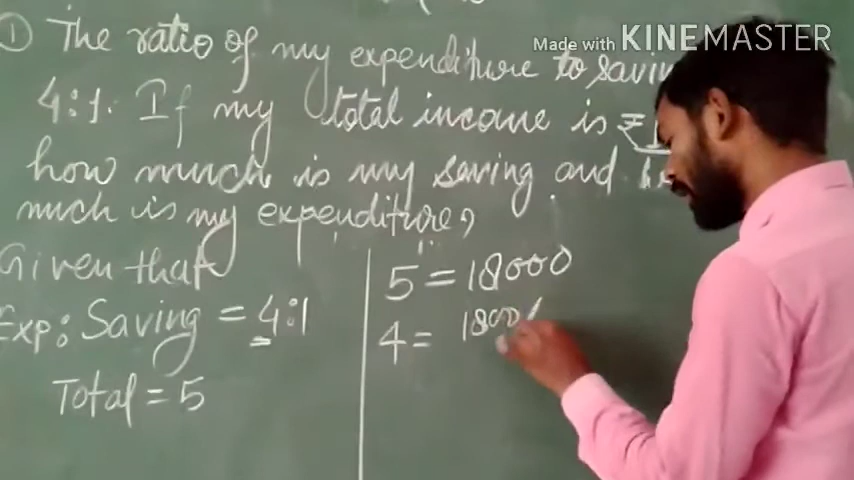 Made with KINEMASTER
① The ratio of my expenditure to saving
4:1. If my total income is ₹
how much is my saving and
much is my expenditure,
Given that
Exp: Saving = 4:1
Total = 5
5 = 18000
4 = 1800